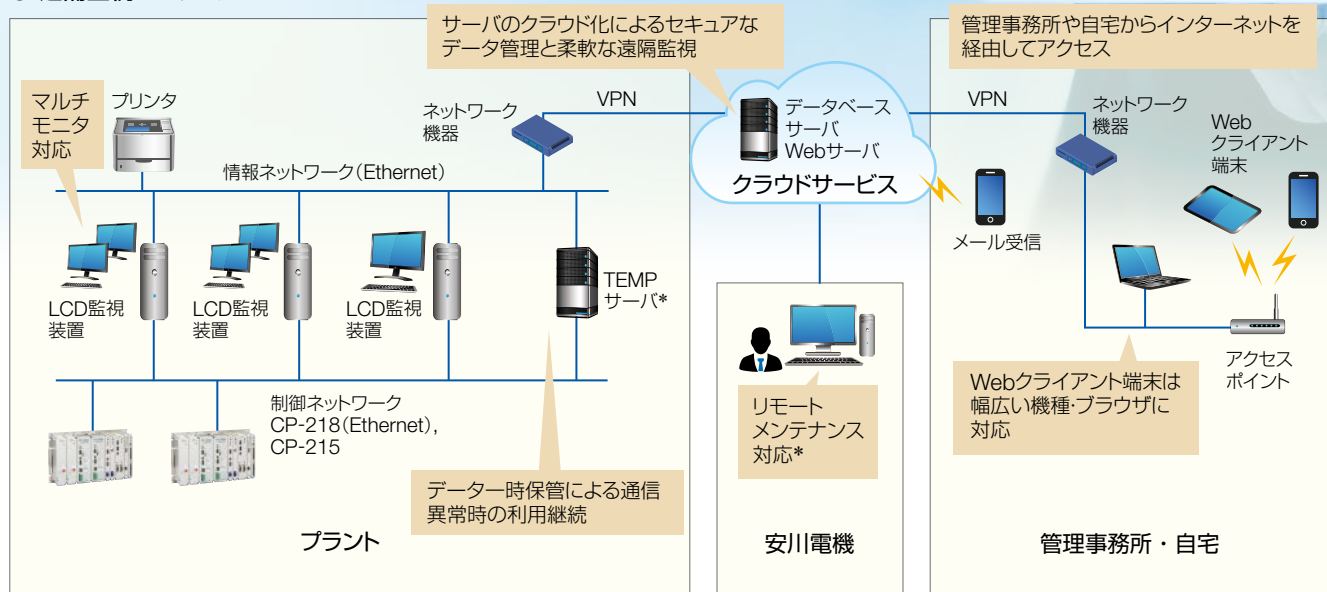 サーバのクラウド化によるセキュアな
データ管理と柔軟な遠隔監視
管理事務所や自宅からインターネットを
経由してアクセス
マルチ
モニタ
対応
プリンタ
ネットワーク
機器
VPN
データベース
サーバ
Webサーバ
クラウドサービス
VPN
ネットワーク
機器
Web
クライアント
端末
情報ネットワーク(Ethernet)
メール受信
LCD監視
装置
LCD監視
装置
LCD監視
装置
TEMP
サーバ*
アクセス
ポイント
制御ネットワーク
CP-218(Ethernet),
CP-215
リモート
メンテナンス
対応*
Webクライアント端末は
幅広い機種・ブラウザに
対応
データ一時保管による通信
異常時の利用継続
プラント
安川電機
管理事務所・自宅